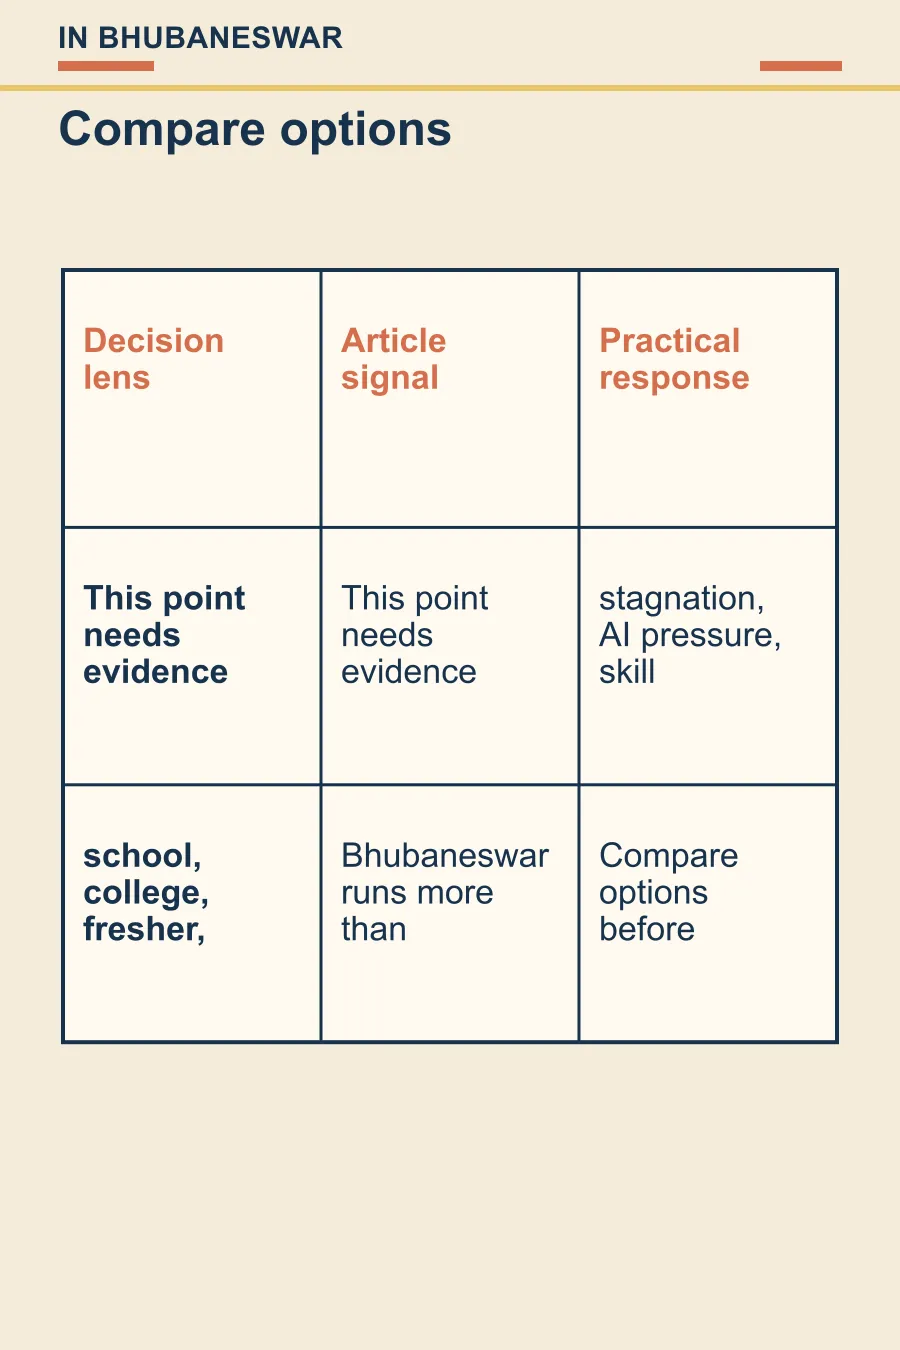 IN BHUBANESWAR
Compare options
Decision
lens
Article
signal
Practical
response
This point
needs
evidence
This point
needs
evidence
stagnation,
AI pressure,
skill
school,
college,
fresher,
Bhubaneswar
runs more
than
Compare
options
before